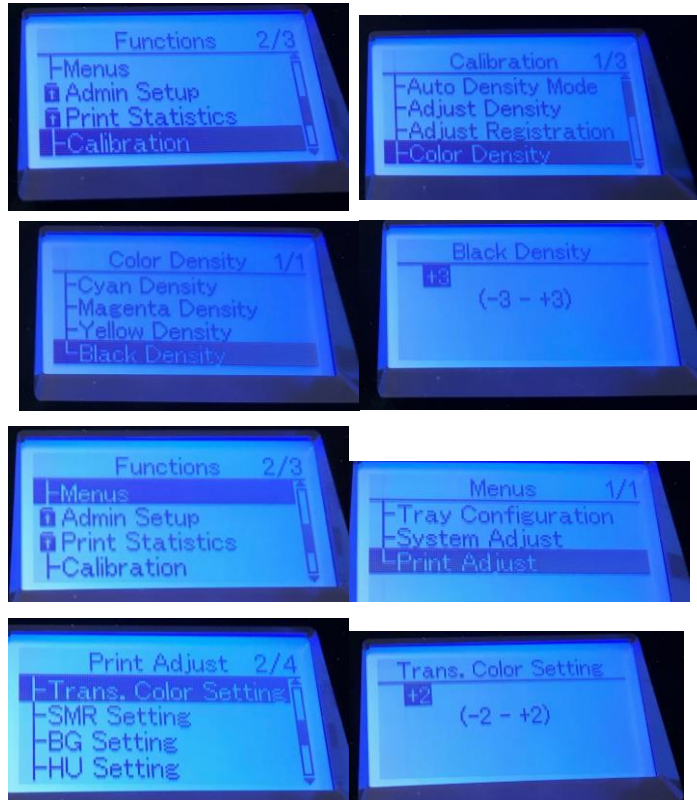 Functions 2/3
Menus
Admin Setup
Print Statistics
Calibration
Calibration 1/3
Auto Density Mode
Adjust Density
Adjust Registration
Color Density
Color Density 1/1
Cyan Density
Magenta Density
Yellow Density
Black Density
Black Density
+3
(-3 - +3)
Functions 2/3
Menus
Admin Setup
Print Statistics
Calibration
Menus 1/1
Tray Configuration
System Adjust
Print Adjust
Print Adjust 2/4
Trans. Color Setting
SMR Setting
BG Setting
HU Setting
Trans. Color Setting
+2
(-2 - +2)